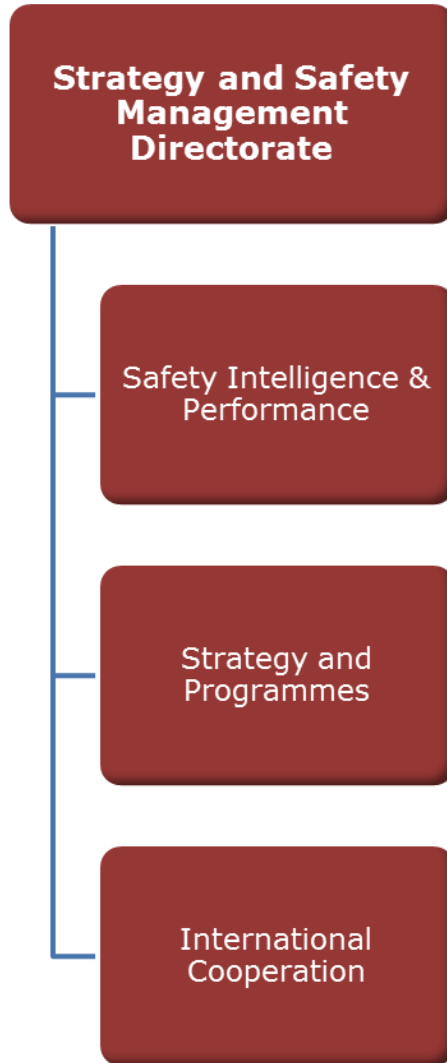 Strategy and Safety
Management
Directorate
Safety Intelligence &
Performance
Strategy and
Programmes
International
Cooperation